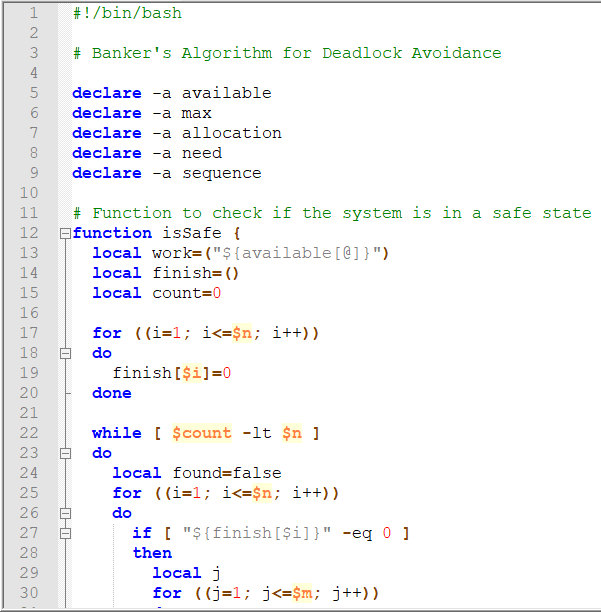 1 #!/bin/bash
2
3 # Banker's Algorithm for Deadlock Avoidance
4
5 declare -a available
6 declare -a max
7 declare -a allocation
8 declare -a need
9 declare -a sequence
10
11 # Function to check if the system is in a safe state
12 function isSafe {
13   local work=("${available[@]}")
14   local finish=()
15   local count=0
16
17   for ((i=1; i<=$n; i++))
18   do
19     finish[$i]=0
20   done
21
22   while [ $count -lt $n ]
23   do
24     local found=false
25     for ((i=1; i<=$n; i++))
26     do
27       if [ "${finish[$i]}" -eq 0 ]
28       then
29         local j
30         for ((j=1; j<=$m; j++))